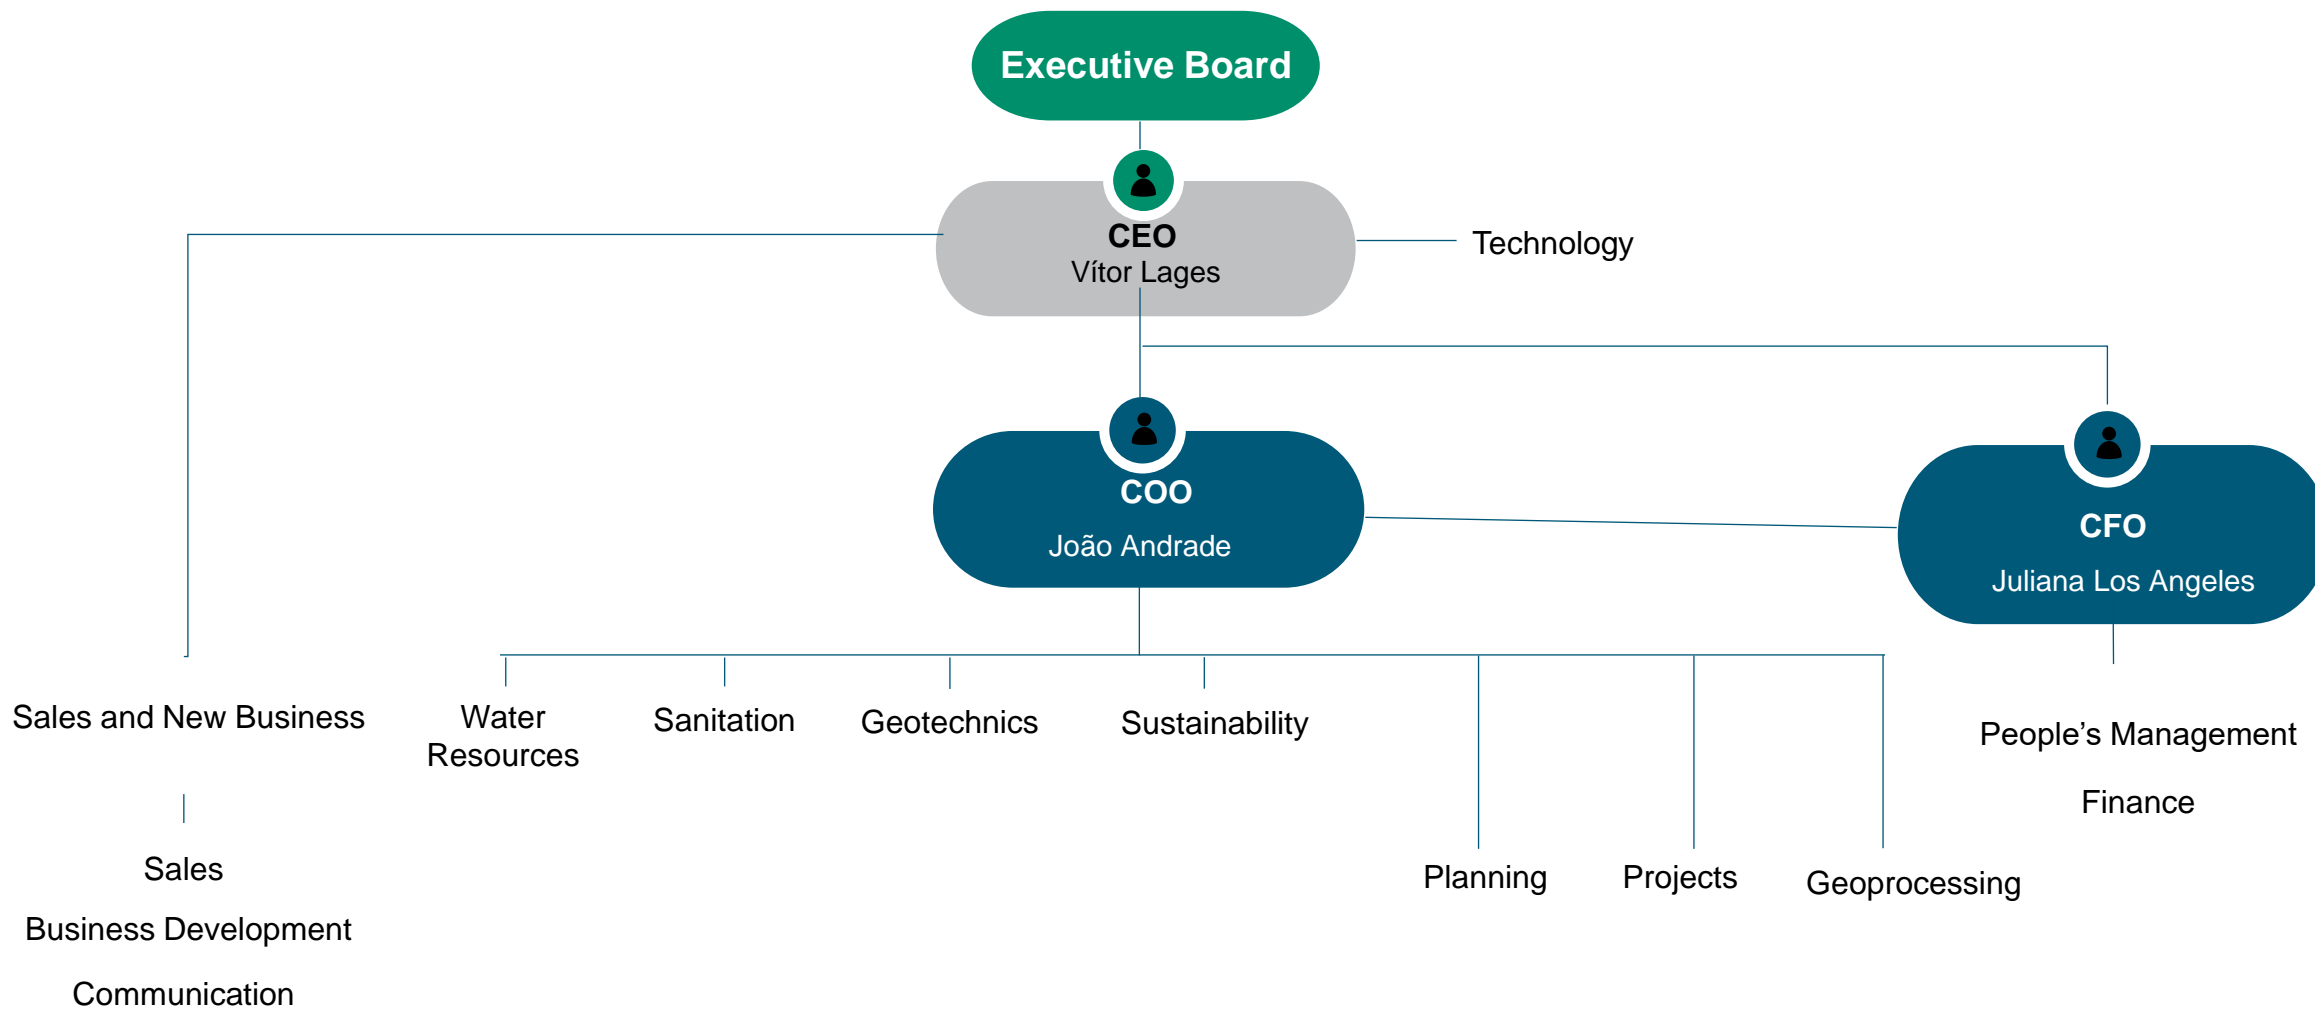 Executive Board
CEO
Vítor Lages
Technology
COO
João Andrade
CFO
Juliana Los Angeles
Sales and New Business
Water
Resources
Sanitation
Geotechnics
Sustainability
People’s Management
Finance
Sales
Business Development
Communication
Planning
Projects
Geoprocessing